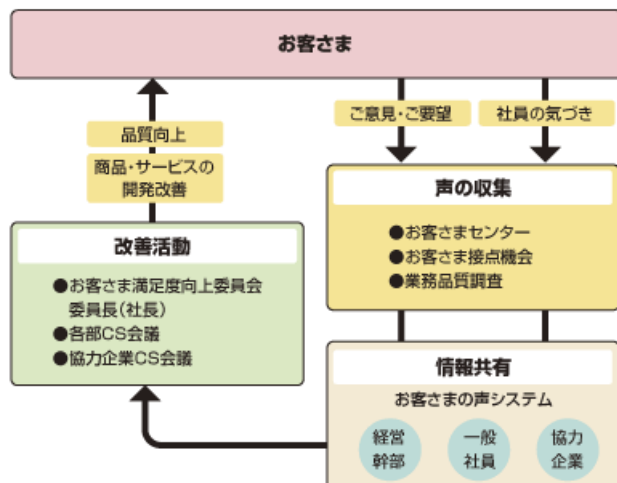 お客さま
品質向上
商品・サービスの
開発改善
ご意見・ご要望
社員の気づき
声の収集
●お客さまセンター
●お客さま接点機会
●業務品質調査
改善活動
●お客さま満足度向上委員会
委員長(社長)
●各部CS会議
●協力企業CS会議
情報共有
お客さまの声システム
経営
幹部
一般
社員
協力
企業